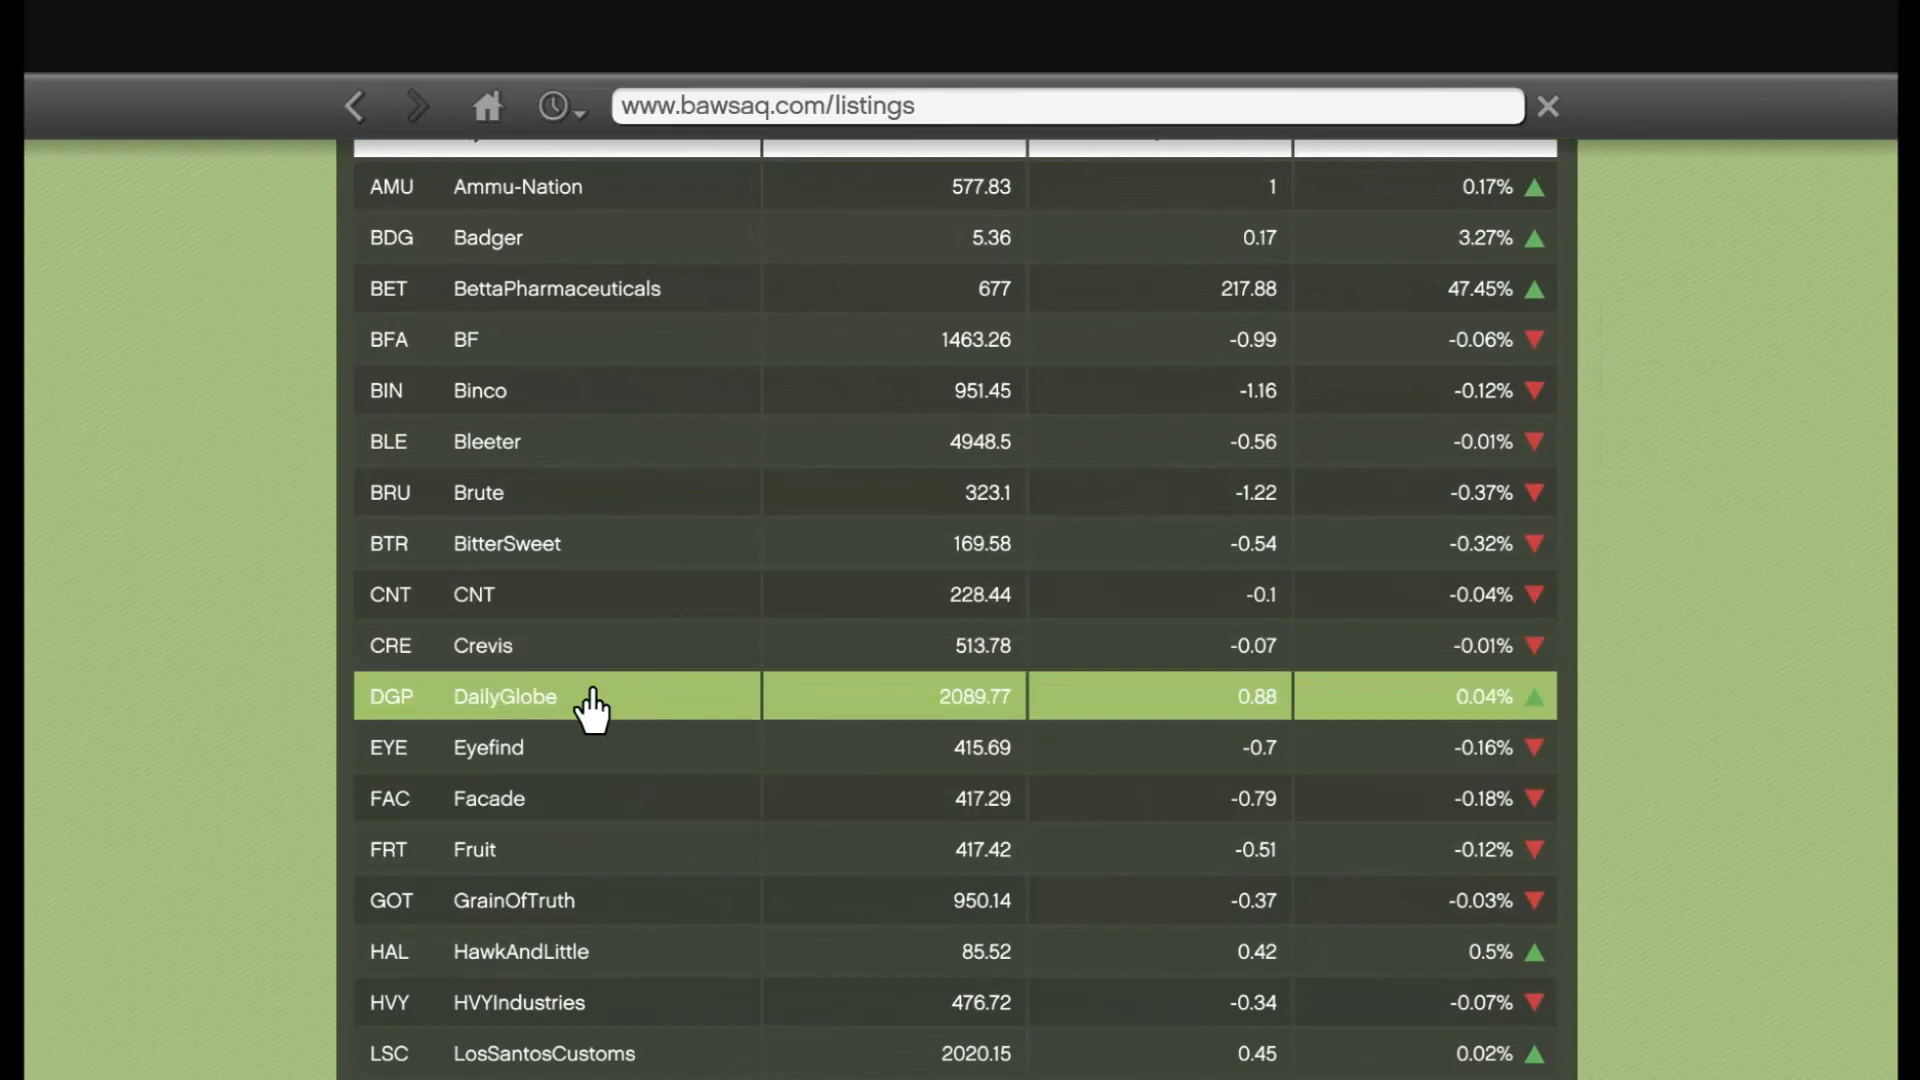 www.bawsaq.com/listings
AMU Ammu-Nation 577.83 1 0.17%
BDG Badger 5.36 0.17 3.27%
BET BettaPharmaceuticals 677 217.88 47.45%
BFA BF 1463.26 -0.99 -0.06%
BIN Binco 951.45 -1.16 -0.12%
BLE Bleeter 4948.5 -0.56 -0.01%
BRU Brute 323.1 -1.22 -0.37%
BTR BitterSweet 169.58 -0.54 -0.32%
CNT CNT 228.44 -0.1 -0.04%
CRE Crevis 513.78 -0.07 -0.01%
DGP DailyGlobe 2089.77 0.88 0.04%
EYE Eyefind 415.69 -0.7 -0.16%
FAC Facade 417.29 -0.79 -0.18%
FRT Fruit 417.42 -0.51 -0.12%
GOT GrainOfTruth 950.14 -0.37 -0.03%
HAL HawkAndLittle 85.52 0.42 0.5%
HVY HVYIndustries 476.72 -0.34 -0.07%
LSC LosSantosCustoms 2020.15 0.45 0.02%